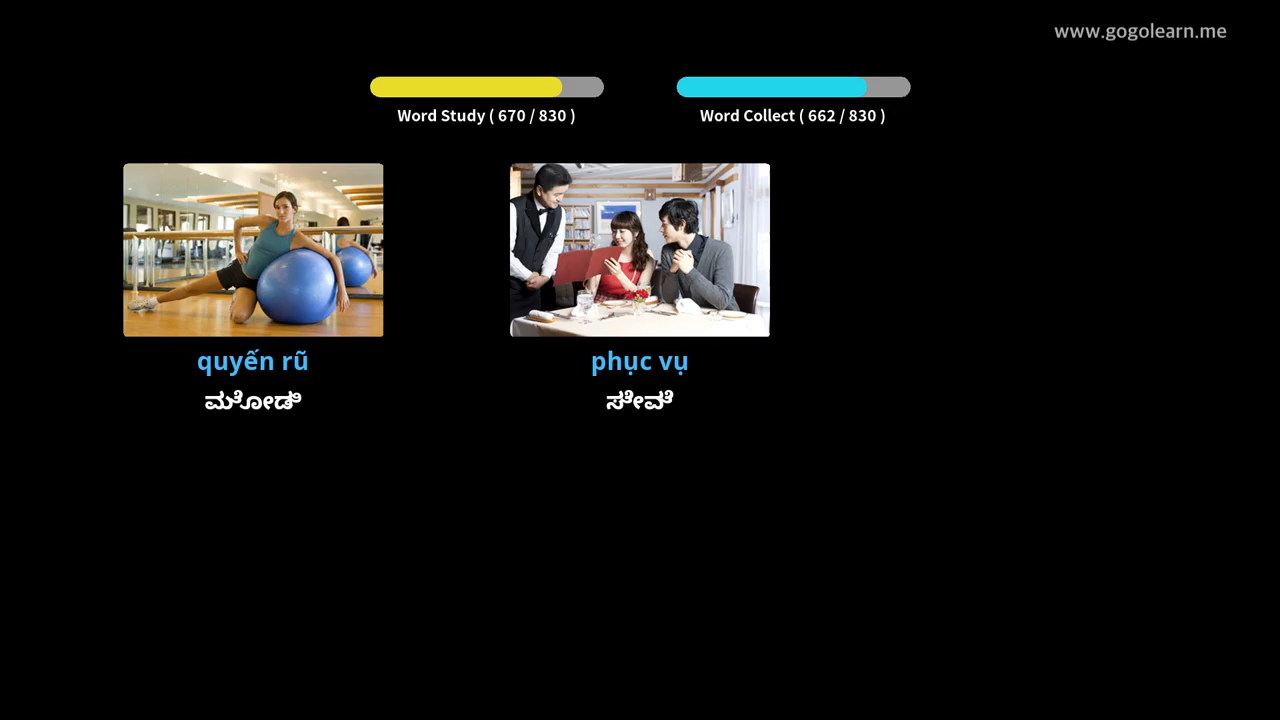 www.gogolearn.me
Word Study ( 670 / 830 )
Word Collect ( 662 / 830 )
quyến rũ
phục vụ
ಮೋಡಿ
ಸೇವೆ